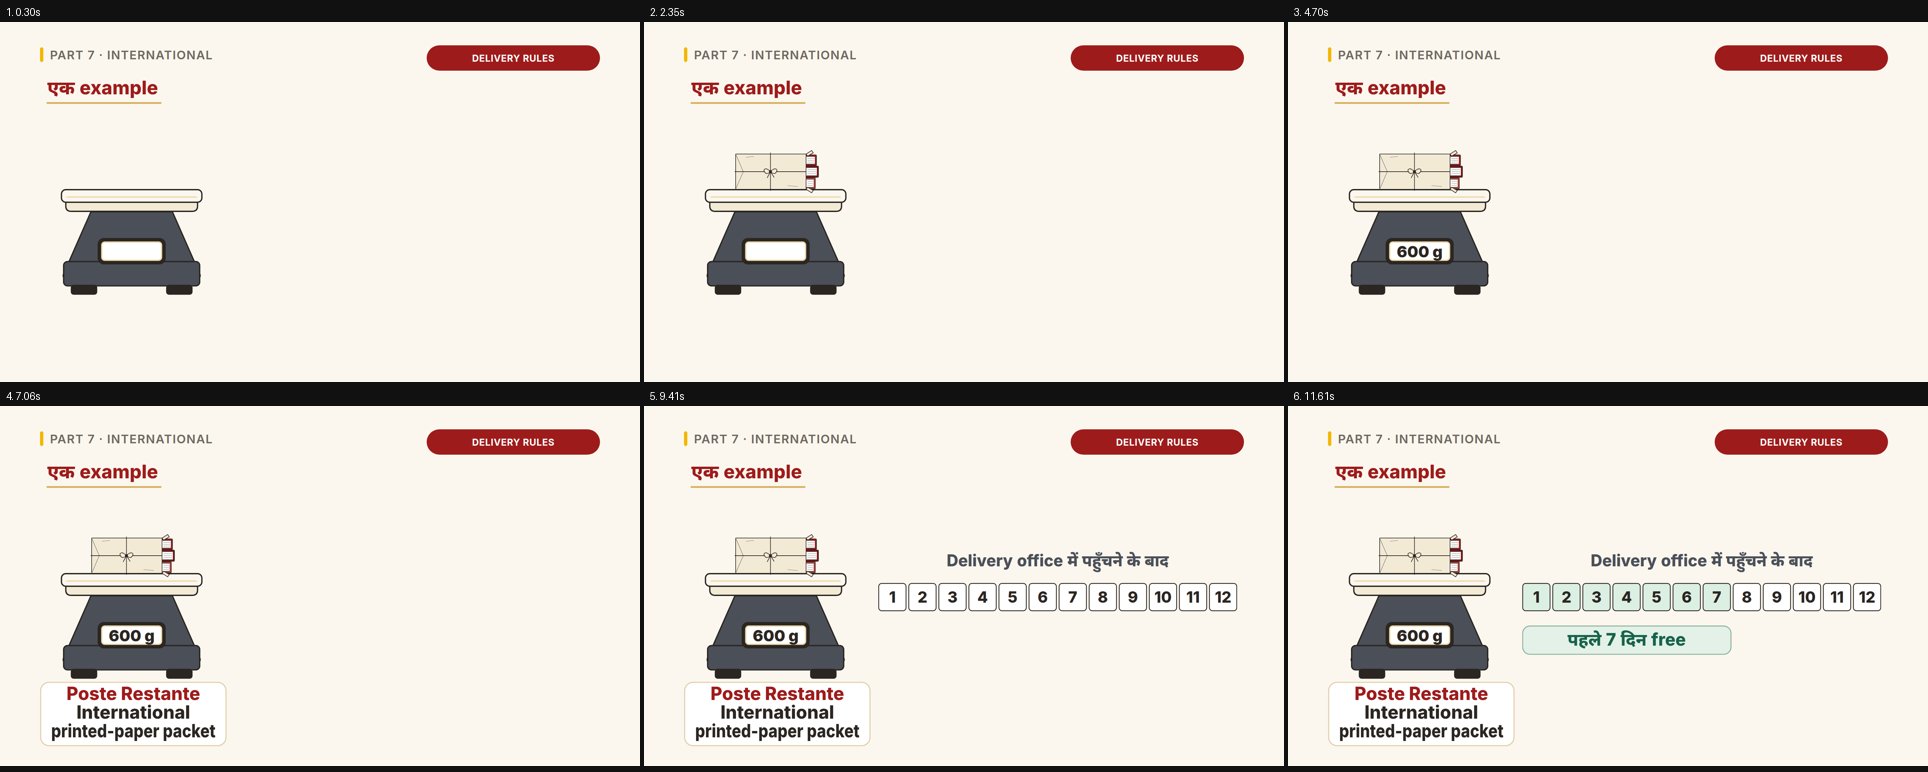 1. 0.30s
PART 7 · INTERNATIONAL
DELIVERY RULES
एक example
2. 2.35s
PART 7 · INTERNATIONAL
DELIVERY RULES
एक example
3. 4.70s
PART 7 · INTERNATIONAL
DELIVERY RULES
एक example
600 g
4. 7.06s
PART 7 · INTERNATIONAL
DELIVERY RULES
एक example
600 g
Poste Restante
International
printed-paper packet
5. 9.41s
PART 7 · INTERNATIONAL
DELIVERY RULES
एक example
Delivery office में पहुँचने के बाद
1 2 3 4 5 6 7 8 9 10 11 12
600 g
Poste Restante
International
printed-paper packet
6. 11.61s
PART 7 · INTERNATIONAL
DELIVERY RULES
एक example
Delivery office में पहुँचने के बाद
1 2 3 4 5 6 7 8 9 10 11 12
600 g
पहले 7 दिन free
Poste Restante
International
printed-paper packet